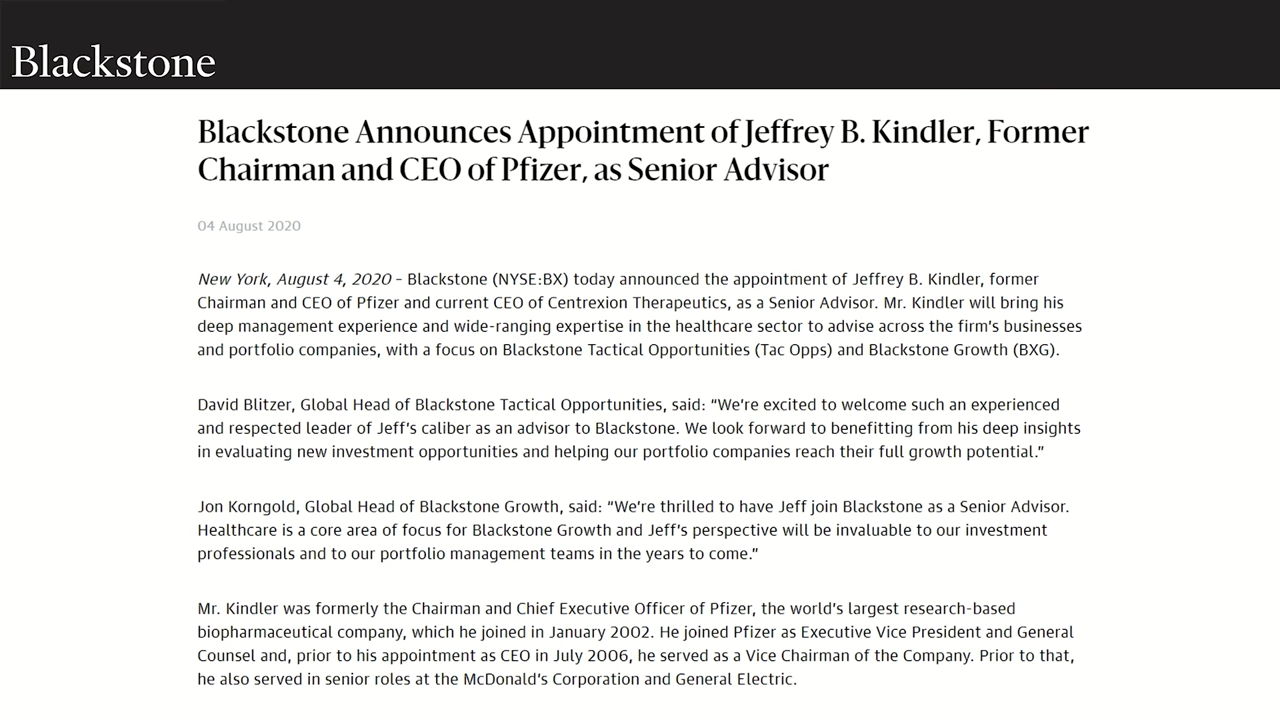 Blackstone
Blackstone Announces Appointment of Jeffrey B. Kindler, Former
Chairman and CEO of Pfizer, as Senior Advisor
04 August 2020
New York, August 4, 2020 – Blackstone (NYSE:BX) today announced the appointment of Jeffrey B. Kindler, former
Chairman and CEO of Pfizer and current CEO of Centrexion Therapeutics, as a Senior Advisor. Mr. Kindler will bring his
deep management experience and wide-ranging expertise in the healthcare sector to advise across the firm's businesses
and portfolio companies, with a focus on Blackstone Tactical Opportunities (Tac Opps) and Blackstone Growth (BXG).
David Blitzer, Global Head of Blackstone Tactical Opportunities, said: “We're excited to welcome such an experienced
and respected leader of Jeff's caliber as an advisor to Blackstone. We look forward to benefitting from his deep insights
in evaluating new investment opportunities and helping our portfolio companies reach their full growth potential.”
Jon Korngold, Global Head of Blackstone Growth, said: “We're thrilled to have Jeff join Blackstone as a Senior Advisor.
Healthcare is a core area of focus for Blackstone Growth and Jeff's perspective will be invaluable to our investment
professionals and to our portfolio management teams in the years to come.”
Mr. Kindler was formerly the Chairman and Chief Executive Officer of Pfizer, the world's largest research-based
biopharmaceutical company, which he joined in January 2002. He joined Pfizer as Executive Vice President and General
Counsel and, prior to his appointment as CEO in July 2006, he served as a Vice Chairman of the Company. Prior to that,
he also served in senior roles at the McDonald's Corporation and General Electric.